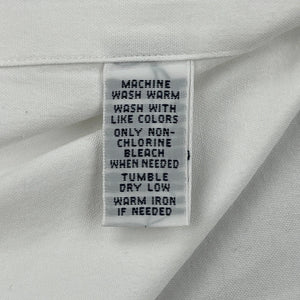 MACHINE
WASH WARM
WASH WITH
LIKE COLORS
ONLY NON-
CHLORINE
BLEACH
WHEN NEEDED
TUMBLE
DRY LOW
WARM IRON
IF NEEDED